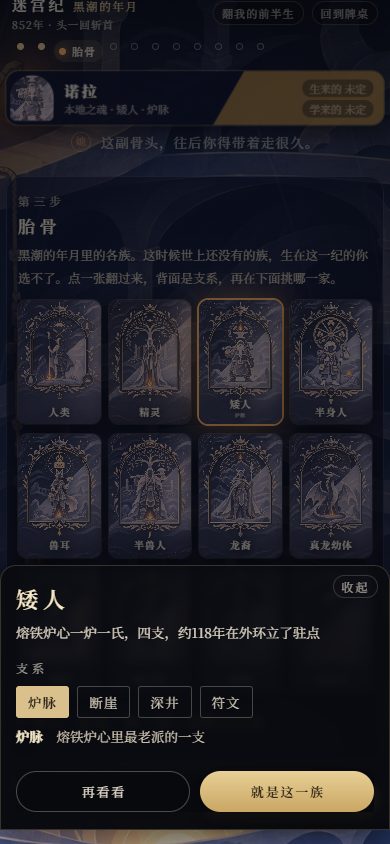 迷宫纪 黑潮的年月
852年 · 头一回斩首
翻我的前半生
回到牌桌
胎骨
诺拉
本地之魂 · 矮人 · 炉脉
生来的 未定
学来的 未定
她 这副骨头，往后你得带着走很久。
第三步
胎骨
黑潮的年月里的各族。这时候世上还没有的族，生在这一纪的你
选不了。点一张翻过来，背面是支系，再在下面挑哪一家。
人类
精灵
矮人
炉脉
半身人
兽耳
半兽人
龙裔
真龙幼体
收起
矮人
熔铁炉心一炉一氏，四支，约118年在外环立了驻点
支系
炉脉
断崖
深井
符文
炉脉 熔铁炉心里最老派的一支
再看看
就是这一族